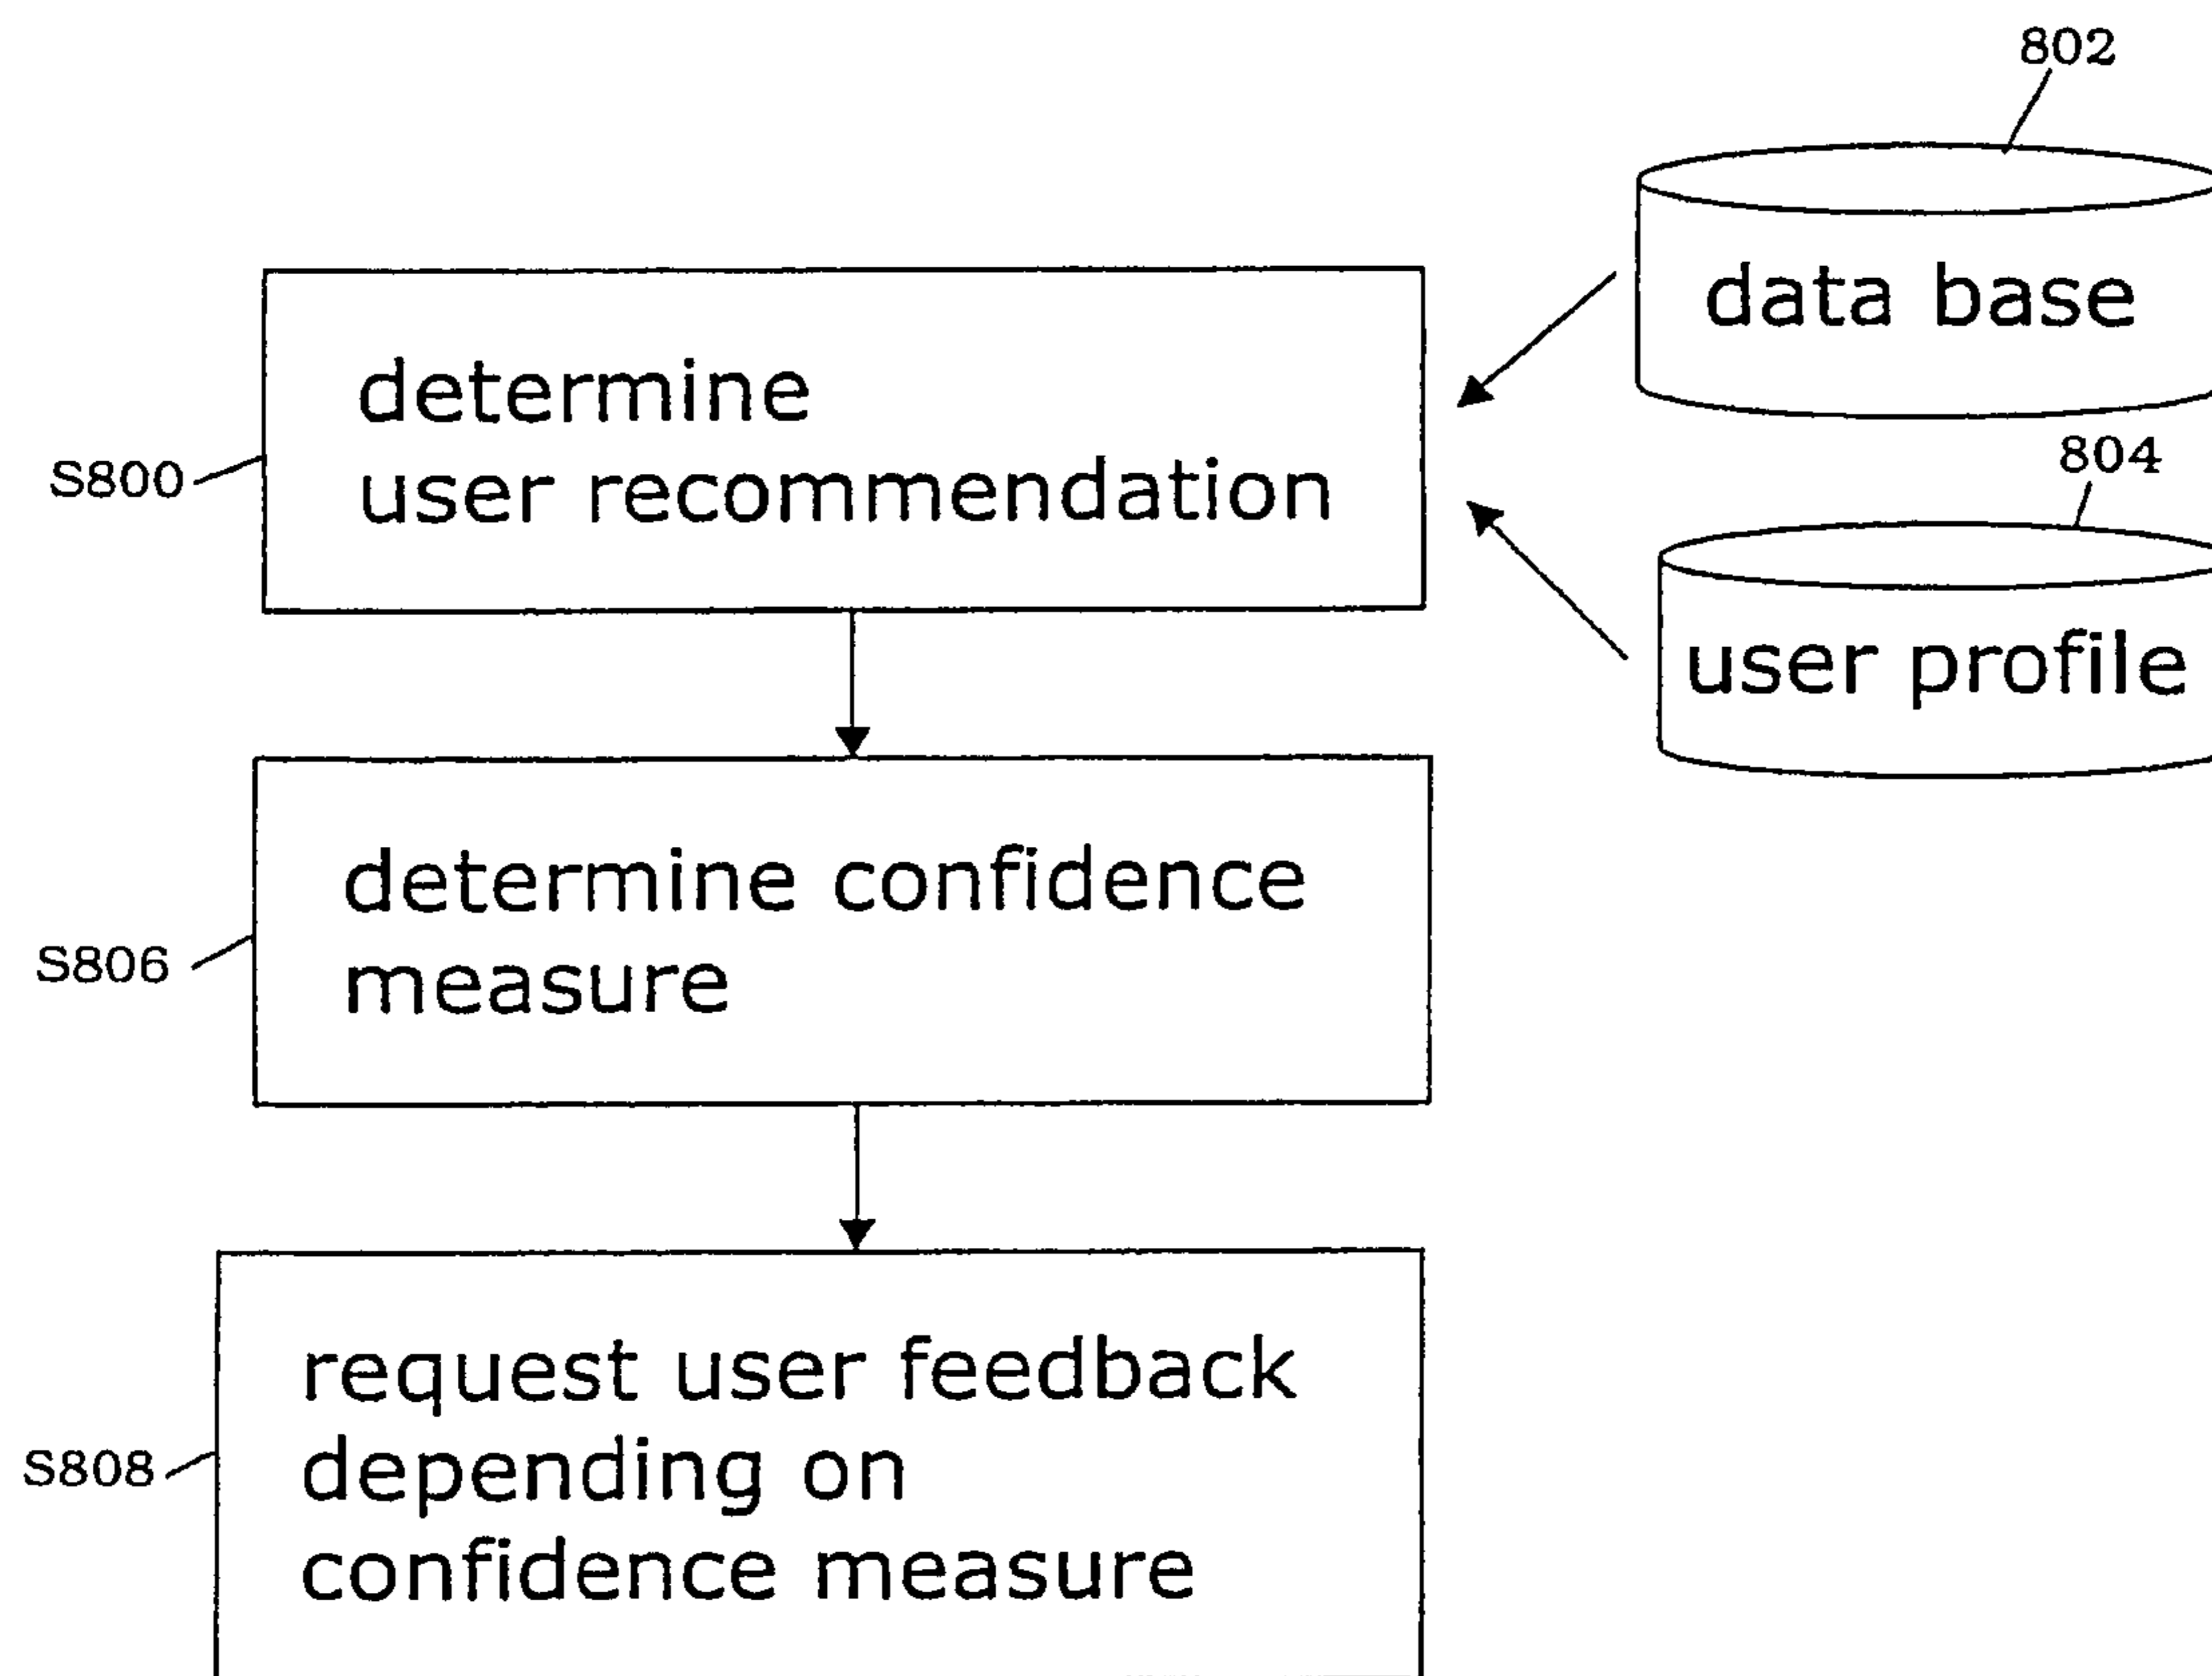 802
data base
determine
user recommendation
S800
804
user profile
determine confidence
measure
S806
request user feedback
depending on
confidence measure
S808